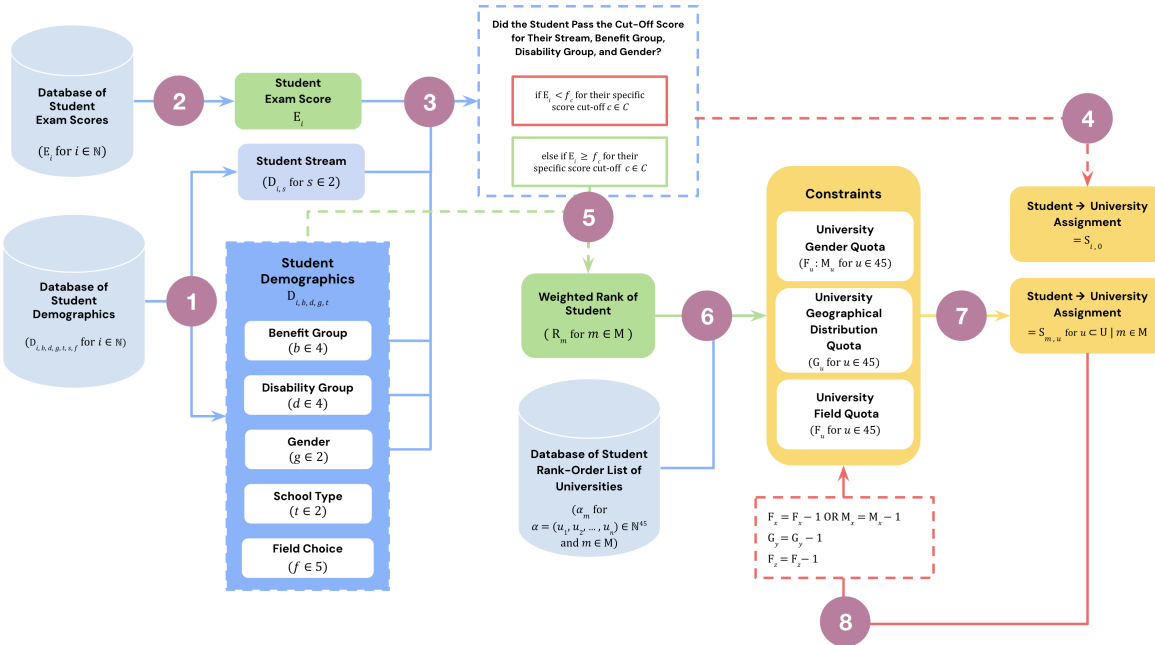 Database of
Student
Exam Scores
(E_i for i ∈ ℕ)
2
Student
Exam Score
E_i
3
Did the Student Pass the Cut-Off Score
for Their Stream, Benefit Group,
Disability Group, and Gender?
if E_i < f_c for their specific
score cut-off c ∈ C
else if E_i ≥ f_c for their
specific score cut-off c ∈ C
4
Student → University
Assignment
= S_{i,0}
Student Stream
(D_{i,s} for s ∈ 2)
Database of
Student
Demographics
(D_{i,b,d,g,t,s,f} for i ∈ ℕ)
1
Student
Demographics
D_{i,b,d,g,t}
Benefit Group
(b ∈ 4)
Disability Group
(d ∈ 4)
Gender
(g ∈ 2)
School Type
(t ∈ 2)
Field Choice
(f ∈ 5)
5
Weighted Rank of
Student
( R_m for m ∈ M )
6
Database of Student
Rank-Order List of
Universities
(α_m for
α = (u_1, u_2, ... , u_n) ∈ ℕ^45
and m ∈ M)
Constraints
University
Gender Quota
(F_u : M_u for u ∈ 45)
University
Geographical
Distribution
Quota
(G_u for u ∈ 45)
University
Field Quota
(F_u for u ∈ 45)
7
Student → University
Assignment
= S_{m,u} for u ⊂ U | m ∈ M
F_x = F_x − 1 OR M_x = M_x − 1
G_y = G_y − 1
F_z = F_z − 1
8